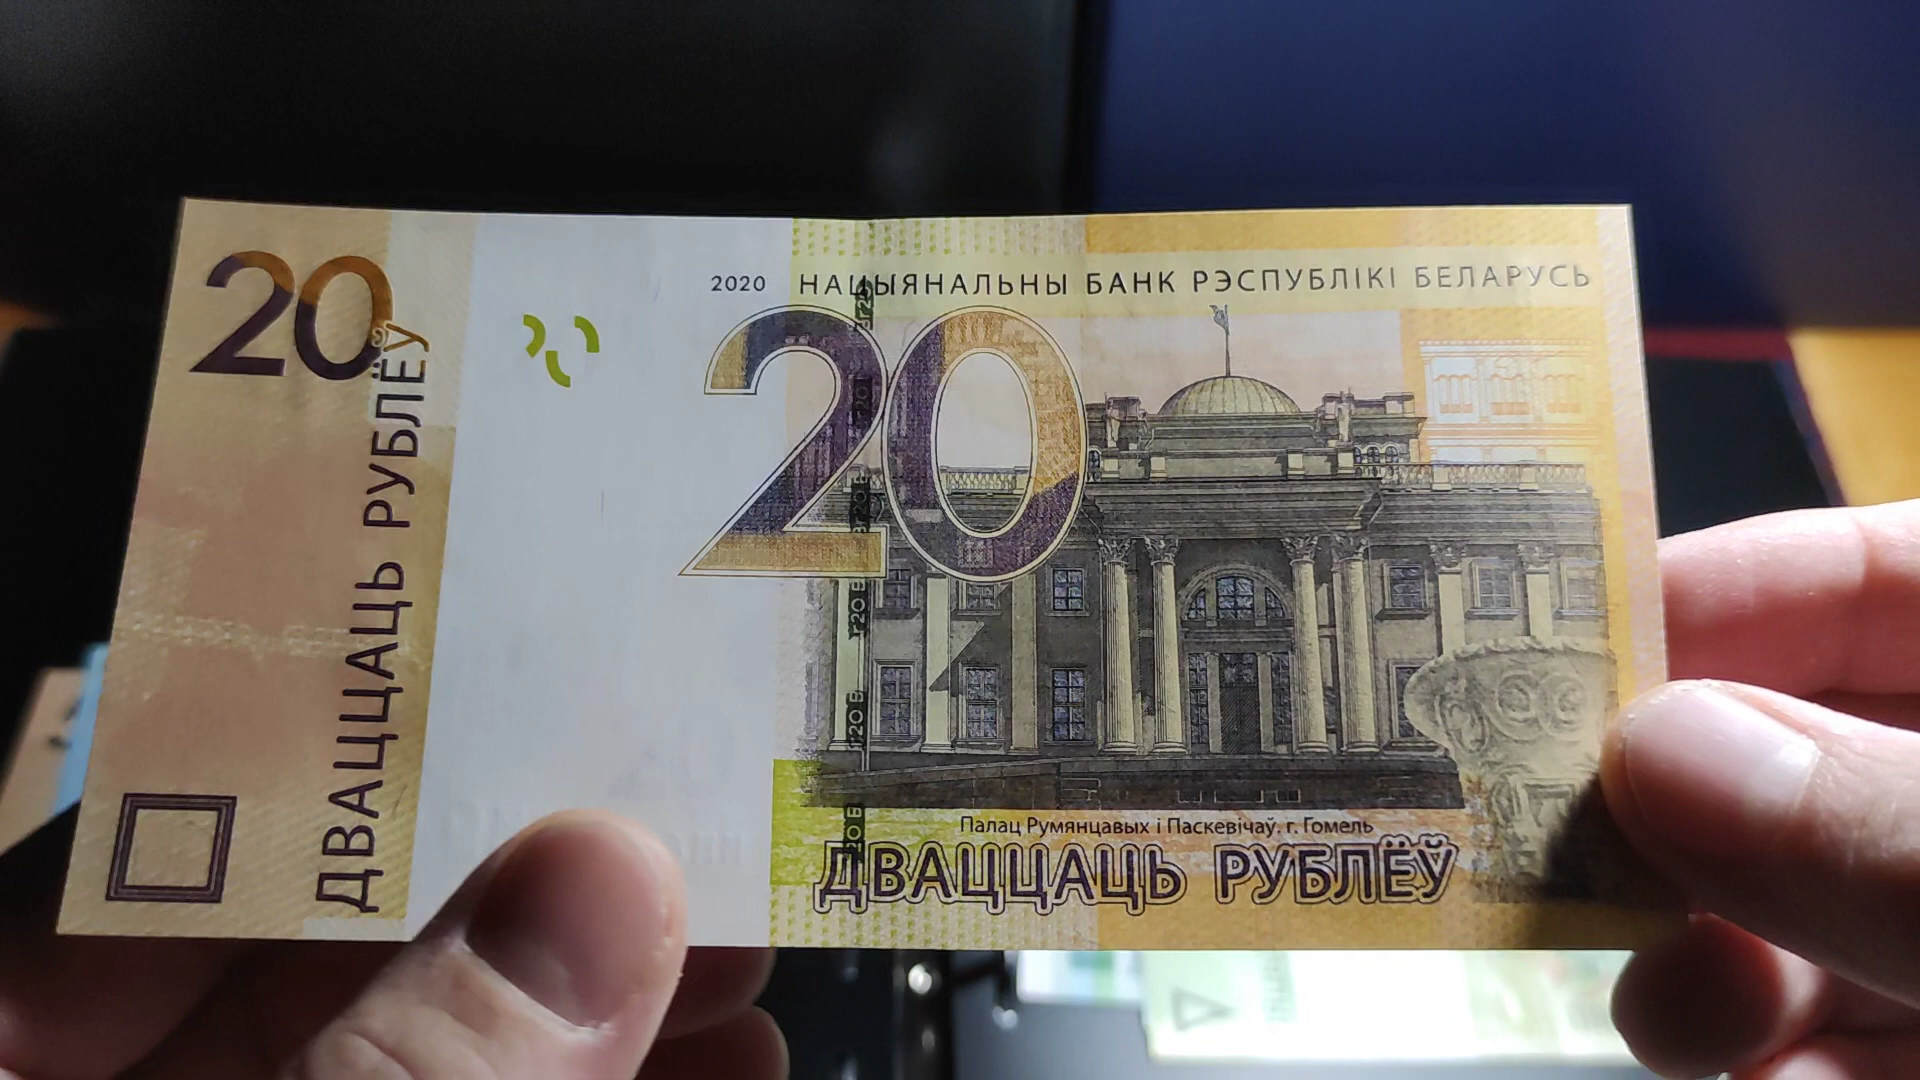 20
ДВАЦЦАЦЬ РУБЛЁЎ
2020 НАЦЫЯНАЛЬНЫ БАНК РЭСПУБЛІКІ БЕЛАРУСЬ
20
Палац Румянцавых і Паскевічаў. г. Гомель
ДВАЦЦАЦЬ РУБЛЁЎ